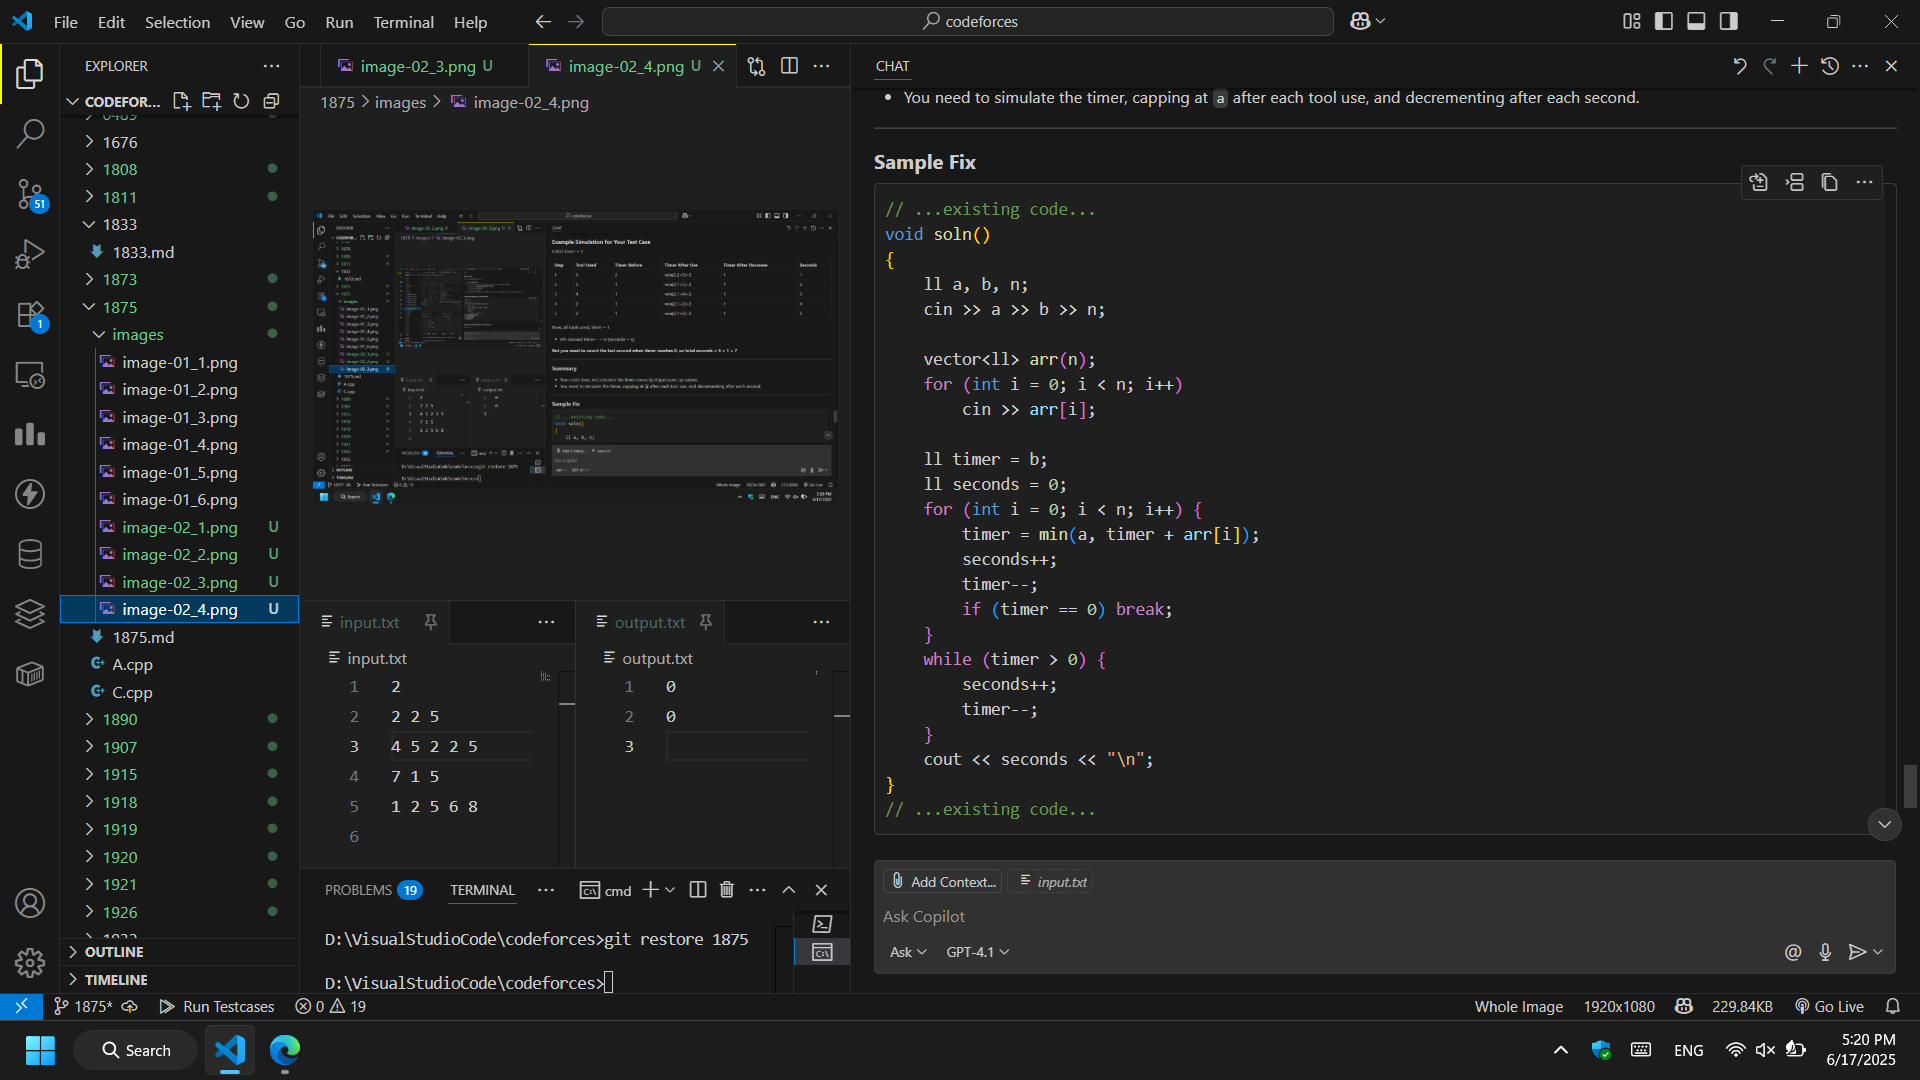 File Edit Selection View Go Run Terminal Help
codeforces
EXPLORER
CODEFOR...
1676
1808
1811
1833
1833.md
1873
1875
images
image-01_1.png
image-01_2.png
image-01_3.png
image-01_4.png
image-01_5.png
image-01_6.png
image-02_1.png U
image-02_2.png U
image-02_3.png U
image-02_4.png U
1875.md
A.cpp
C.cpp
1890
1907
1915
1918
1919
1920
1921
1926
OUTLINE
TIMELINE
51
1
image-02_3.png U
image-02_4.png U
1875 > images > image-02_4.png
Example Simulation for Your Test Case
Summary
Sample Fix
input.txt
input.txt
1 2
2 2 2 5
3 4 5 2 2 5
4 7 1 5
5 1 2 5 6 8
6
output.txt
output.txt
1 0
2 0
3
PROBLEMS 19 TERMINAL
cmd
D:\VisualStudioCode\codeforces>git restore 1875
D:\VisualStudioCode\codeforces>
CHAT
You need to simulate the timer, capping at a after each tool use, and decrementing after each second.
Sample Fix
// ...existing code...
void soln()
{
ll a, b, n;
cin >> a >> b >> n;
vector<ll> arr(n);
for (int i = 0; i < n; i++)
cin >> arr[i];
ll timer = b;
ll seconds = 0;
for (int i = 0; i < n; i++) {
timer = min(a, timer + arr[i]);
seconds++;
timer--;
if (timer == 0) break;
}
while (timer > 0) {
seconds++;
timer--;
}
cout << seconds << "\n";
}
// ...existing code...
Add Context...
input.txt
Ask Copilot
Ask
GPT-4.1
1875*
Run Testcases
0 19
Whole Image
1920x1080
229.84KB
Go Live
Search
ENG
5:20 PM
6/17/2025